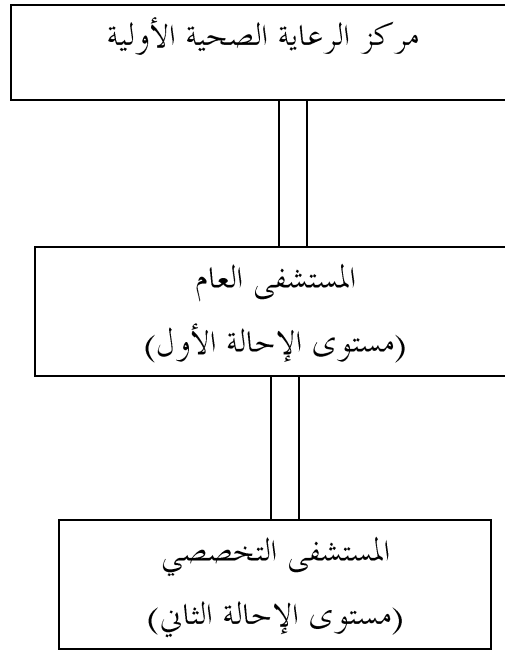 مركز الرعاية الصحية الأولية
المستشفى العام
(مستوى الإحالة الأول)
المستشفى التخصصي
(مستوى الإحالة الثاني)